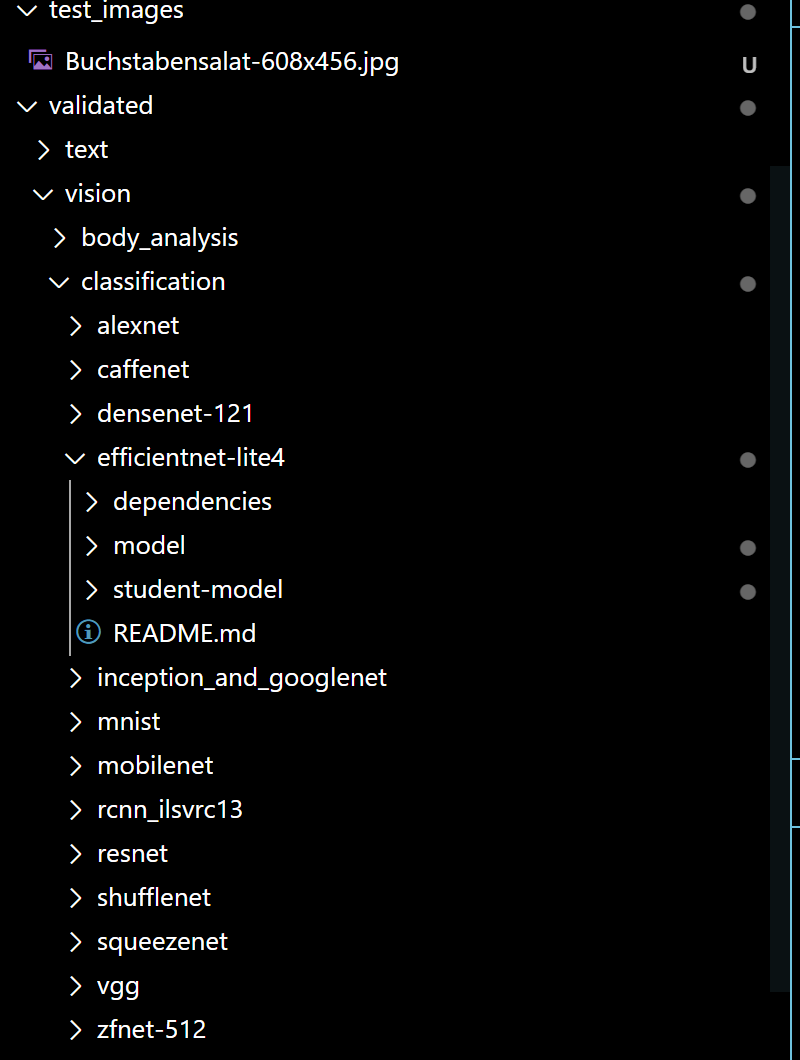 test_images
Buchstabensalat-608x456.jpg U
validated
text
vision
body_analysis
classification
alexnet
caffenet
densenet-121
efficientnet-lite4
dependencies
model
student-model
README.md
inception_and_googlenet
mnist
mobilenet
rcnn_ilsvrc13
resnet
shufflenet
squeezenet
vgg
zfnet-512